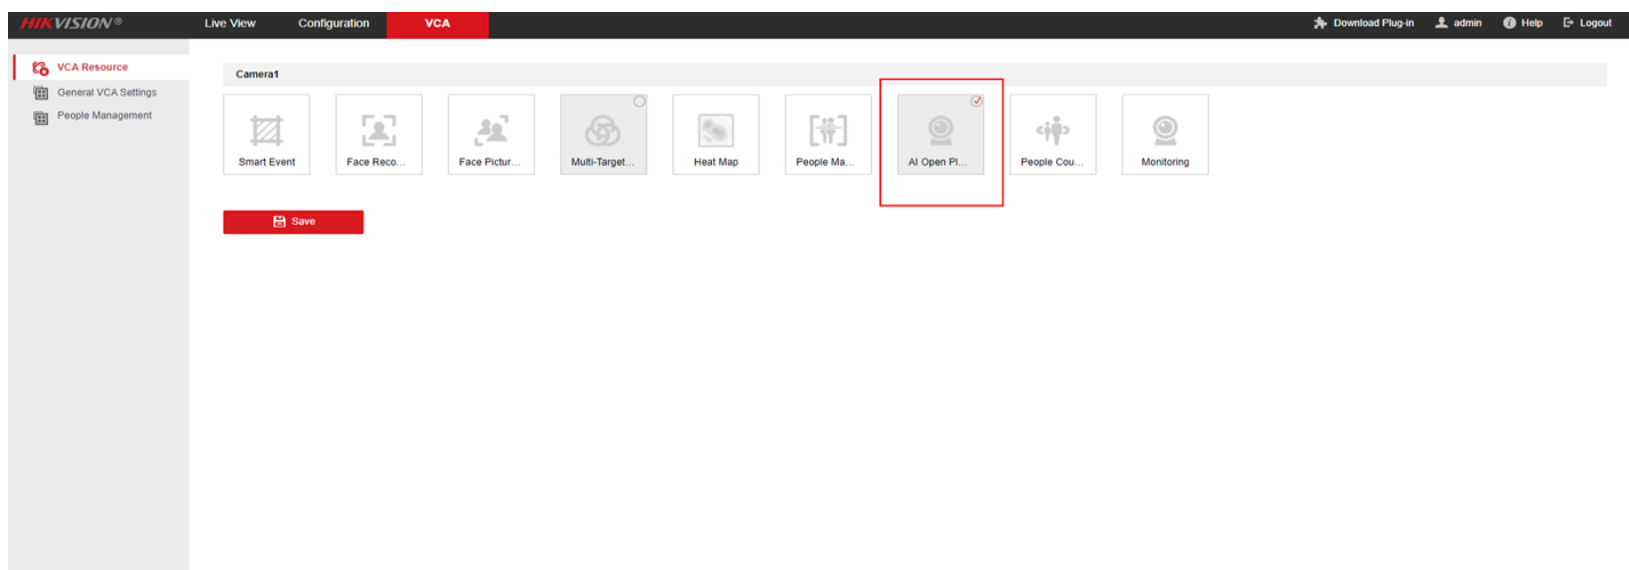 HIKVISION® Live View Configuration VCA Download Plug-in admin Help Logout
VCA Resource
General VCA Settings
People Management
Camera1
Smart Event Face Reco... Face Pictur... Multi-Target... Heat Map People Ma... AI Open Pl... People Cou... Monitoring
Save